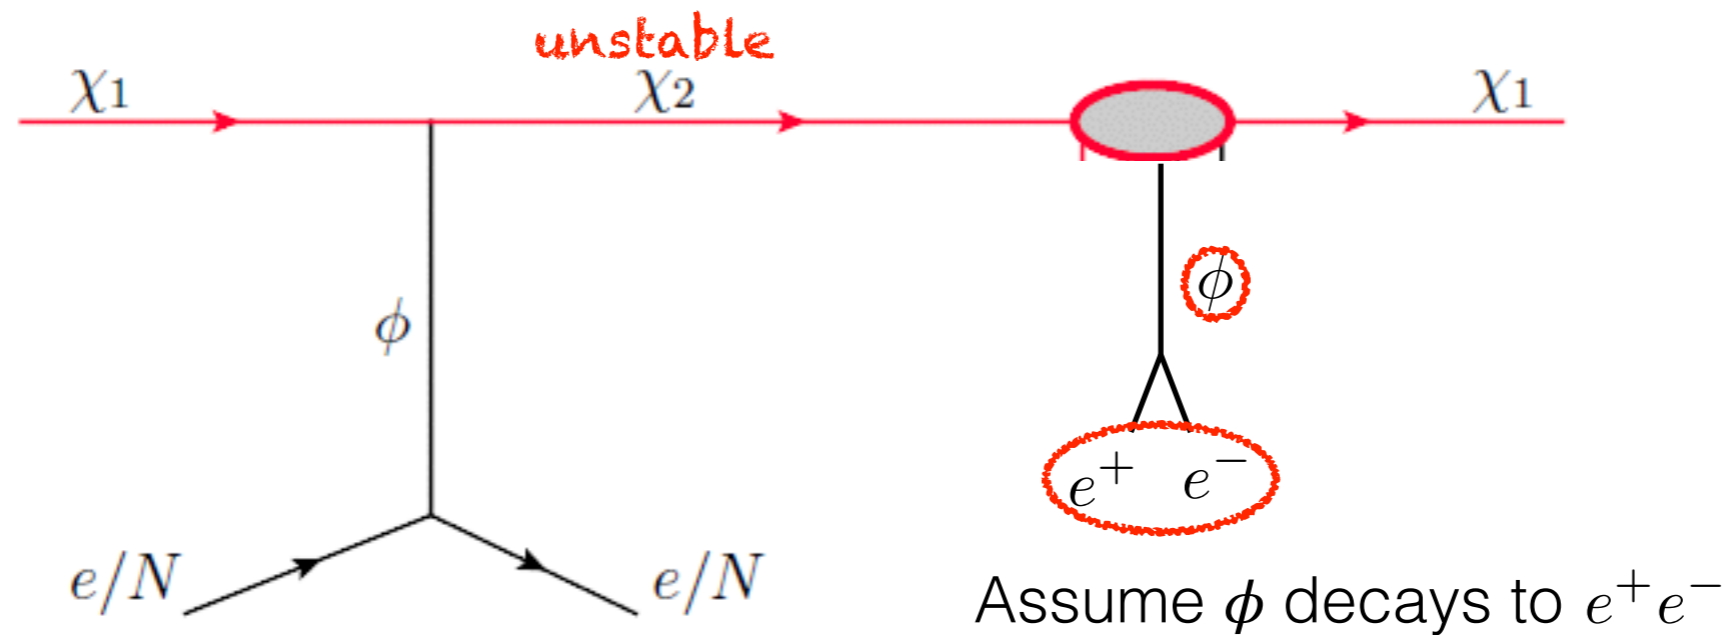 unstable
χ₁ χ₂ χ₁
ϕ ϕ
e⁺ e⁻
e/N e/N
Assume ϕ decays to e⁺e⁻